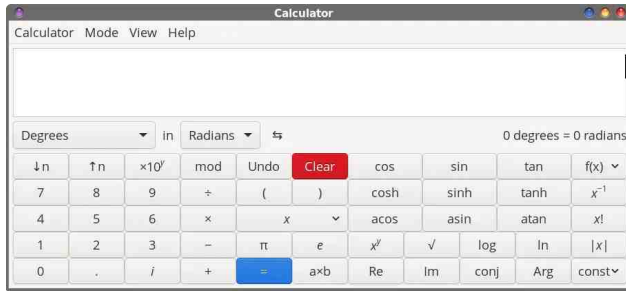 Calculator
Calculator Mode View Help
Degrees in Radians ⇆ 0 degrees = 0 radians
↓n ↑n ×10ʸ mod Undo Clear cos sin tan f(x)
7 8 9 ÷ ( ) cosh sinh tanh x⁻¹
4 5 6 × x acos asin atan x!
1 2 3 − π e xʸ √ log ln |x|
0 . i + = a×b Re Im conj Arg const